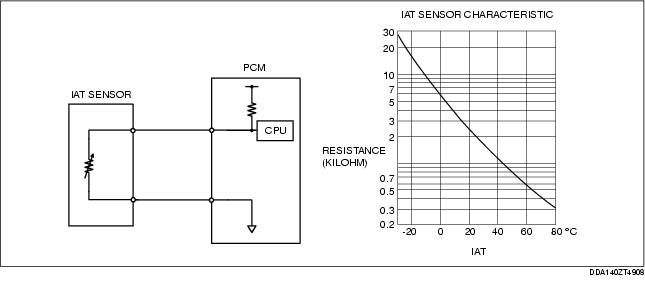 IAT SENSOR CHARACTERISTIC
PCM
IAT SENSOR
CPU
RESISTANCE
(KILOHM)
30
20
10
7
5
3
2
0.7
0.5
0.3
0.2
-20 0 20 40 60 80 °C
IAT
DDA140ZT4908